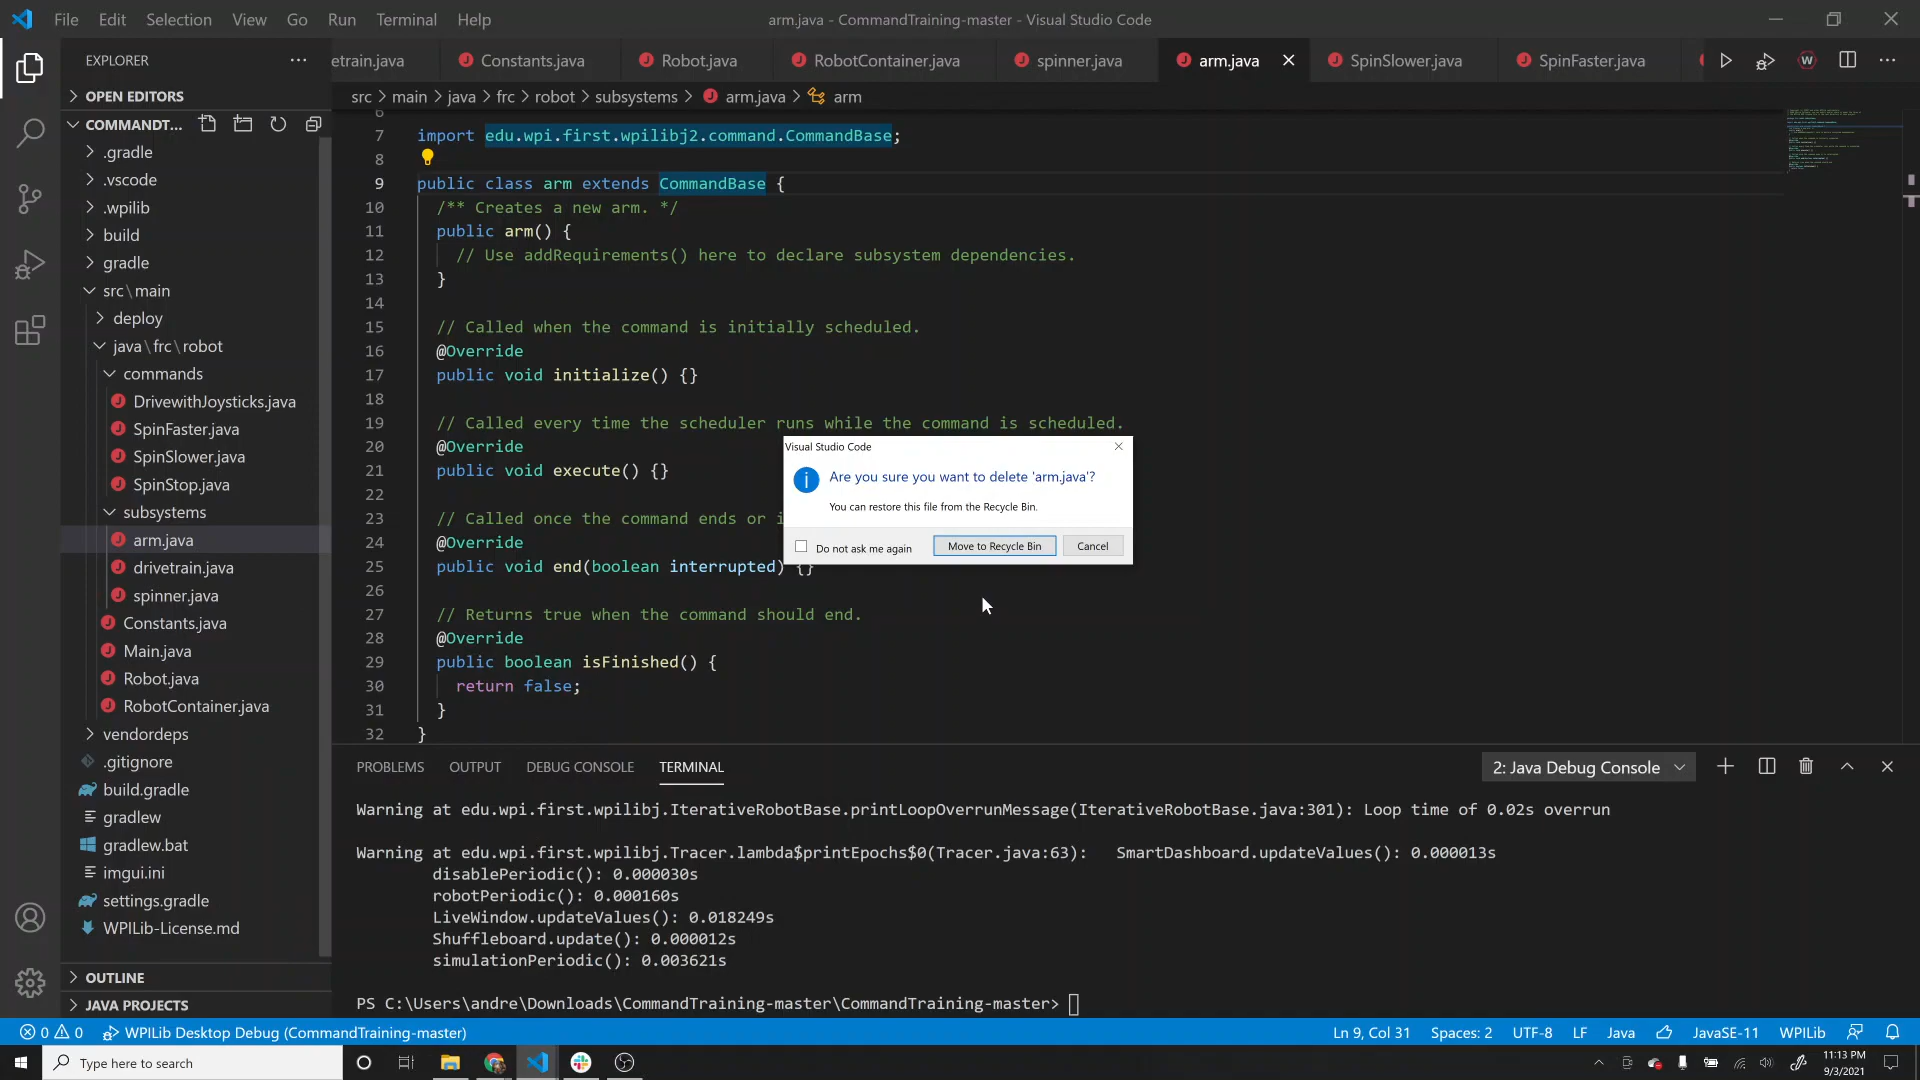 File Edit Selection View Go Run Terminal Help
arm.java - CommandTraining-master - Visual Studio Code
EXPLORER
etrain.java
Constants.java
Robot.java
RobotContainer.java
spinner.java
arm.java
SpinSlower.java
SpinFaster.java
W
OPEN EDITORS
COMMANDT...
.gradle
.vscode
.wpilib
build
gradle
src\main
deploy
java\frc\robot
commands
DrivewithJoysticks.java
SpinFaster.java
SpinSlower.java
SpinStop.java
subsystems
arm.java
drivetrain.java
spinner.java
Constants.java
Main.java
Robot.java
RobotContainer.java
vendordeps
.gitignore
build.gradle
gradlew
gradlew.bat
imgui.ini
settings.gradle
WPILib-License.md
OUTLINE
JAVA PROJECTS
src > main > java > frc > robot > subsystems > arm.java > arm
6
7 import edu.wpi.first.wpilibj2.command.CommandBase;
8
9 public class arm extends CommandBase {
10 /** Creates a new arm. */
11 public arm() {
12 // Use addRequirements() here to declare subsystem dependencies.
13 }
14
15 // Called when the command is initially scheduled.
16 @Override
17 public void initialize() {}
18
19 // Called every time the scheduler runs while the command is scheduled.
20 @Override
21 public void execute() {}
22
23 // Called once the command ends or i
24 @Override
25 public void end(boolean interrupted) {}
26
27 // Returns true when the command should end.
28 @Override
29 public boolean isFinished() {
30 return false;
31 }
32 }
Visual Studio Code
Are you sure you want to delete 'arm.java'?
You can restore this file from the Recycle Bin.
Do not ask me again
Move to Recycle Bin
Cancel
PROBLEMS OUTPUT DEBUG CONSOLE TERMINAL
2: Java Debug Console
Warning at edu.wpi.first.wpilibj.IterativeRobotBase.printLoopOverrunMessage(IterativeRobotBase.java:301): Loop time of 0.02s overrun
Warning at edu.wpi.first.wpilibj.Tracer.lambda$printEpochs$0(Tracer.java:63): SmartDashboard.updateValues(): 0.000013s
disablePeriodic(): 0.000030s
robotPeriodic(): 0.000160s
LiveWindow.updateValues(): 0.018249s
Shuffleboard.update(): 0.000012s
simulationPeriodic(): 0.003621s
PS C:\Users\andre\Downloads\CommandTraining-master\CommandTraining-master>
0 0 WPILib Desktop Debug (CommandTraining-master)
Ln 9, Col 31 Spaces: 2 UTF-8 LF Java JavaSE-11 WPILib
Type here to search
11:13 PM
9/3/2021